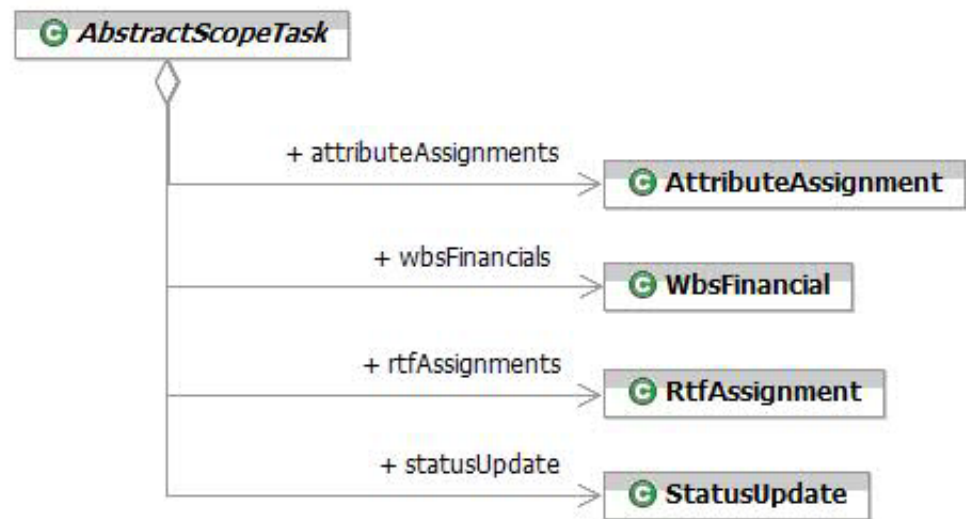 AbstractScopeTask
+ attributeAssignments
AttributeAssignment
+ wbsFinancials
WbsFinancial
+ rtfAssignments
RtfAssignment
+ statusUpdate
StatusUpdate